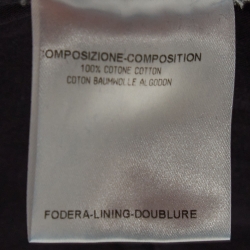 COMPOSIZIONE-COMPOSITION
100% COTONE COTTON
COTON BAUMWOLLE ALGODON
FODERA-LINING-DOUBLURE